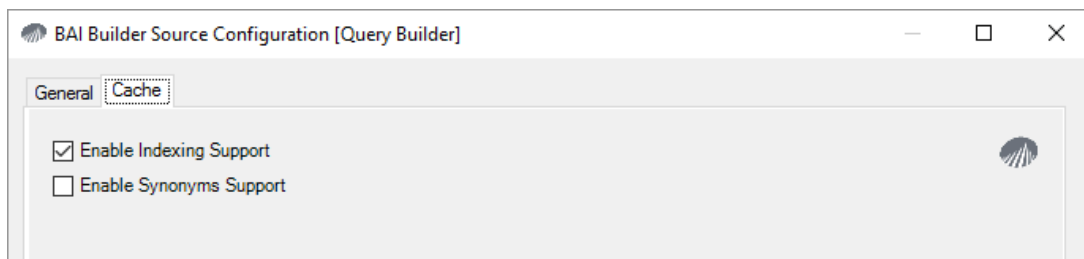 BAI Builder Source Configuration [Query Builder]
General Cache
Enable Indexing Support
Enable Synonyms Support